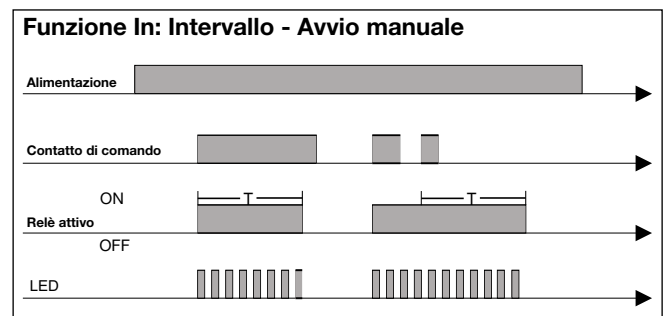 Funzione In: Intervallo - Avvio manuale
Alimentazione
Contatto di comando
ON
T
T
Relè attivo
OFF
LED